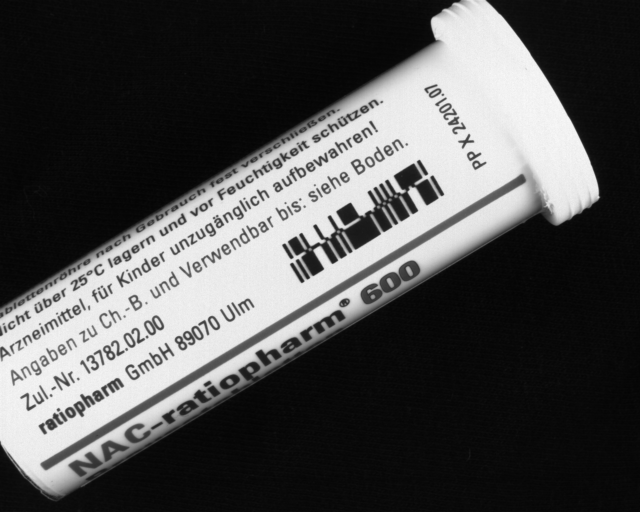 Tablettenröhre nach Gebrauch fest verschließen.
Nicht über 25°C lagern und vor Feuchtigkeit schützen.
Arzneimittel, für Kinder unzugänglich aufbewahren!
Angaben zu Ch.-B. und Verwendbar bis: siehe Boden.
Zul.-Nr. 13782.02.00
ratiopharm GmbH 89070 Ulm
NAC-ratiopharm® 600
PP X 24201.07